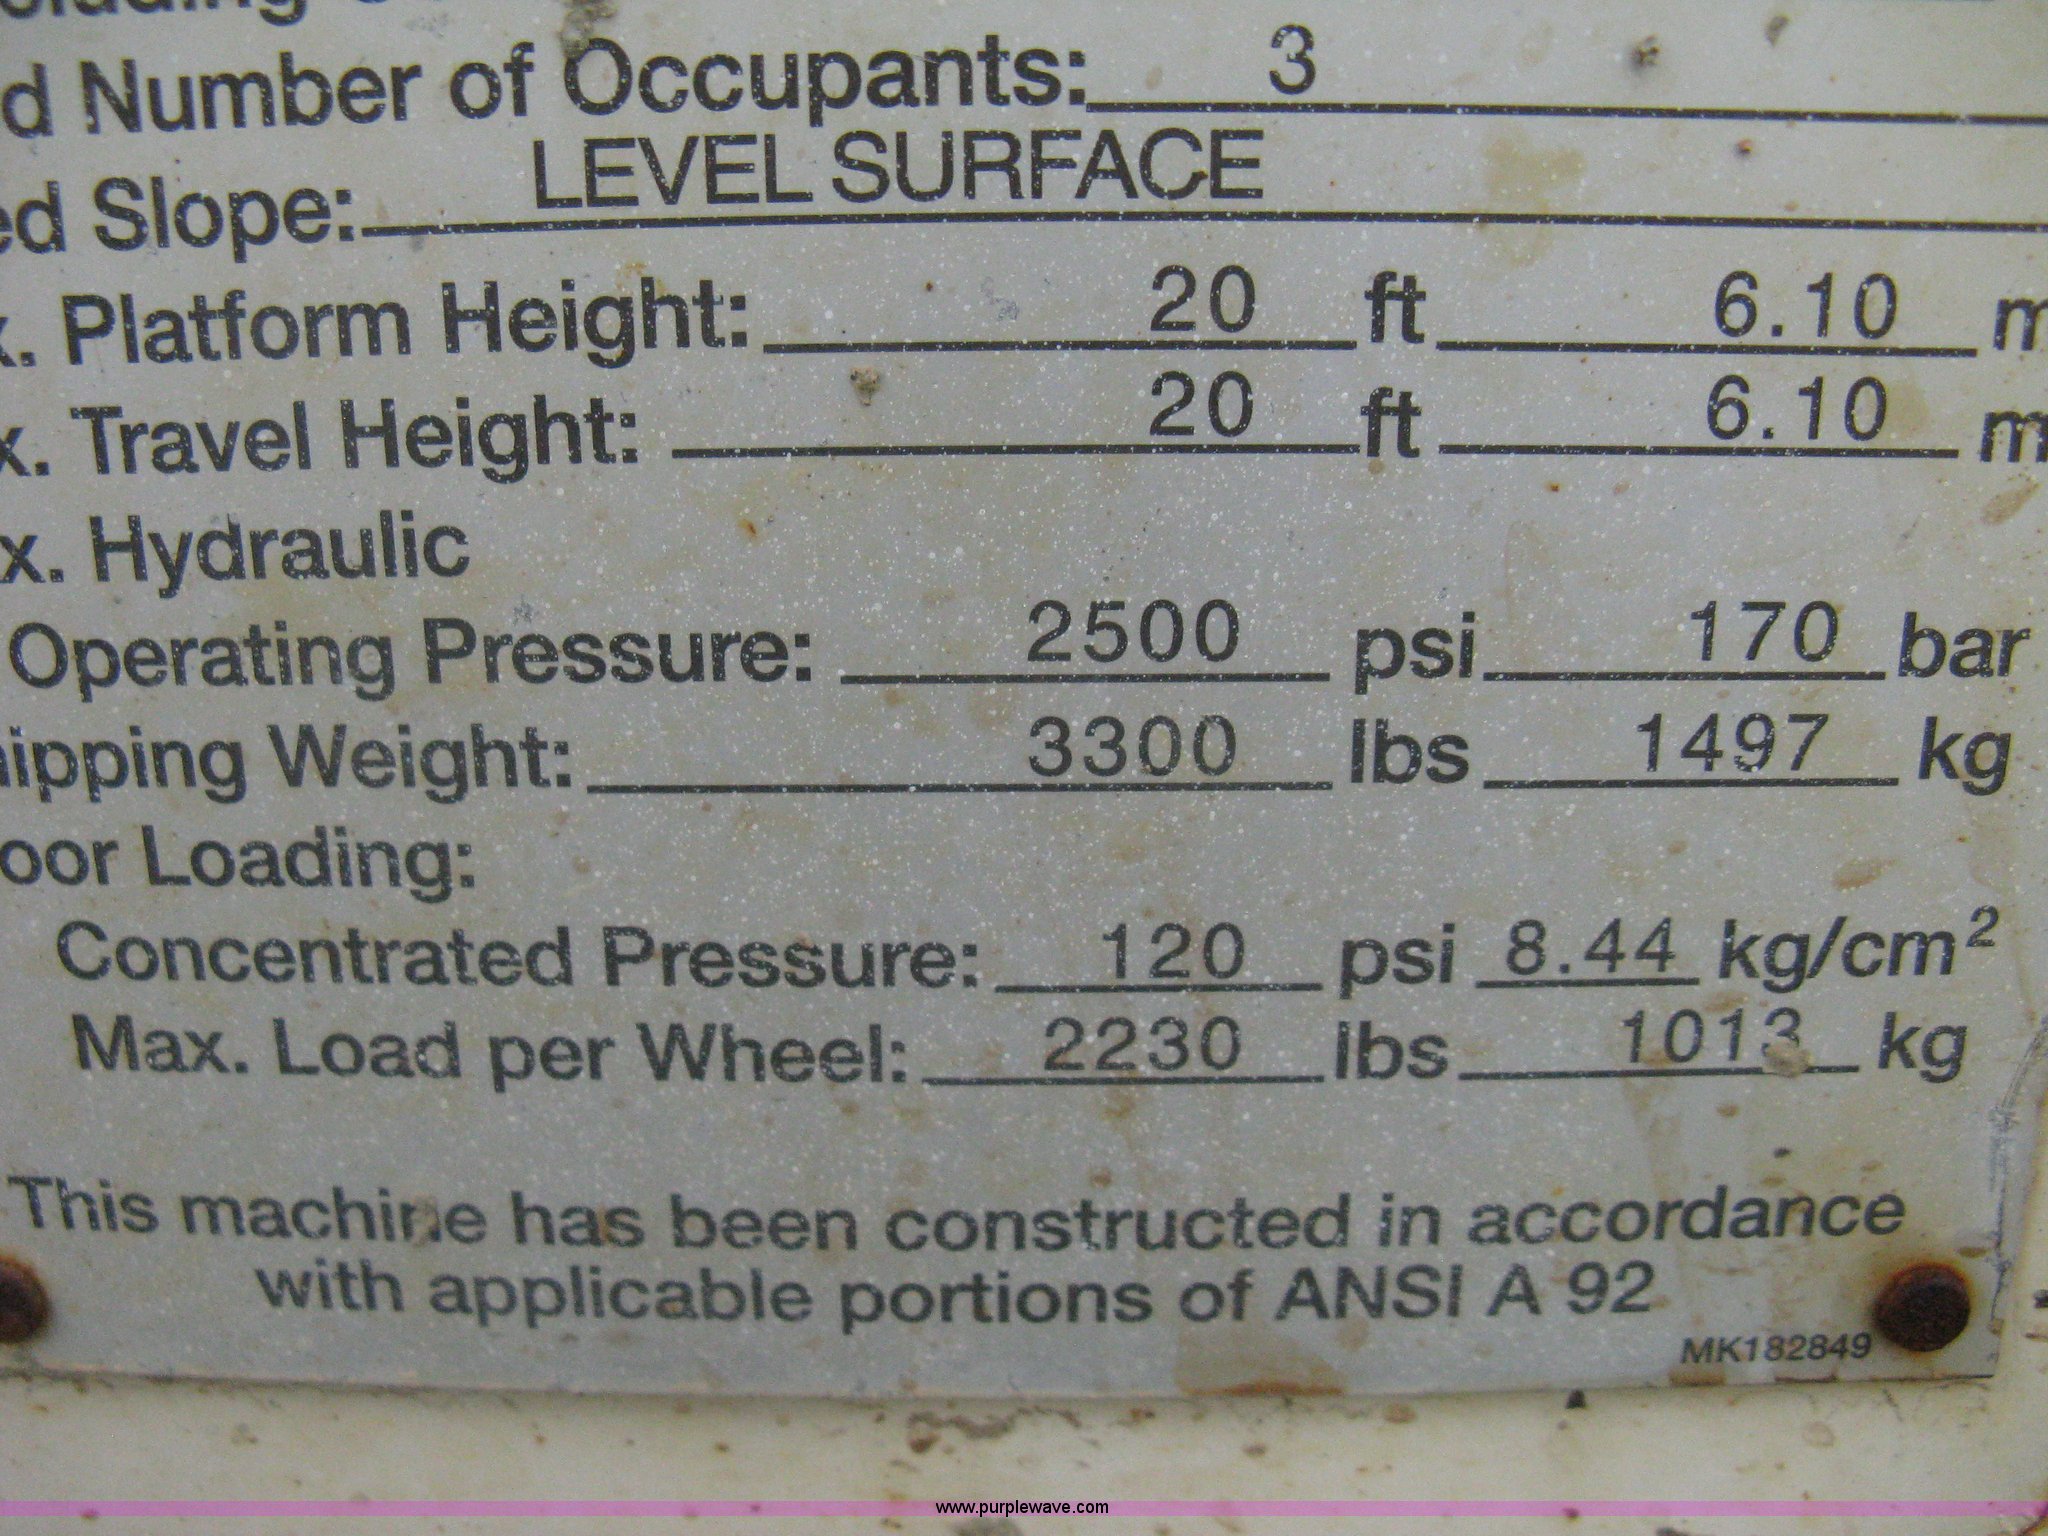 d Number of Occupants: 3
ed Slope: LEVEL SURFACE
x. Platform Height: 20 ft 6.10 m
x. Travel Height: 20 ft 6.10 m
x. Hydraulic
Operating Pressure: 2500 psi 170 bar
hipping Weight: 3300 lbs 1497 kg
oor Loading:
Concentrated Pressure: 120 psi 8.44 kg/cm²
Max. Load per Wheel: 2230 lbs 1013 kg
This machine has been constructed in accordance
with applicable portions of ANSI A 92
MK182849
www.purplewave.com